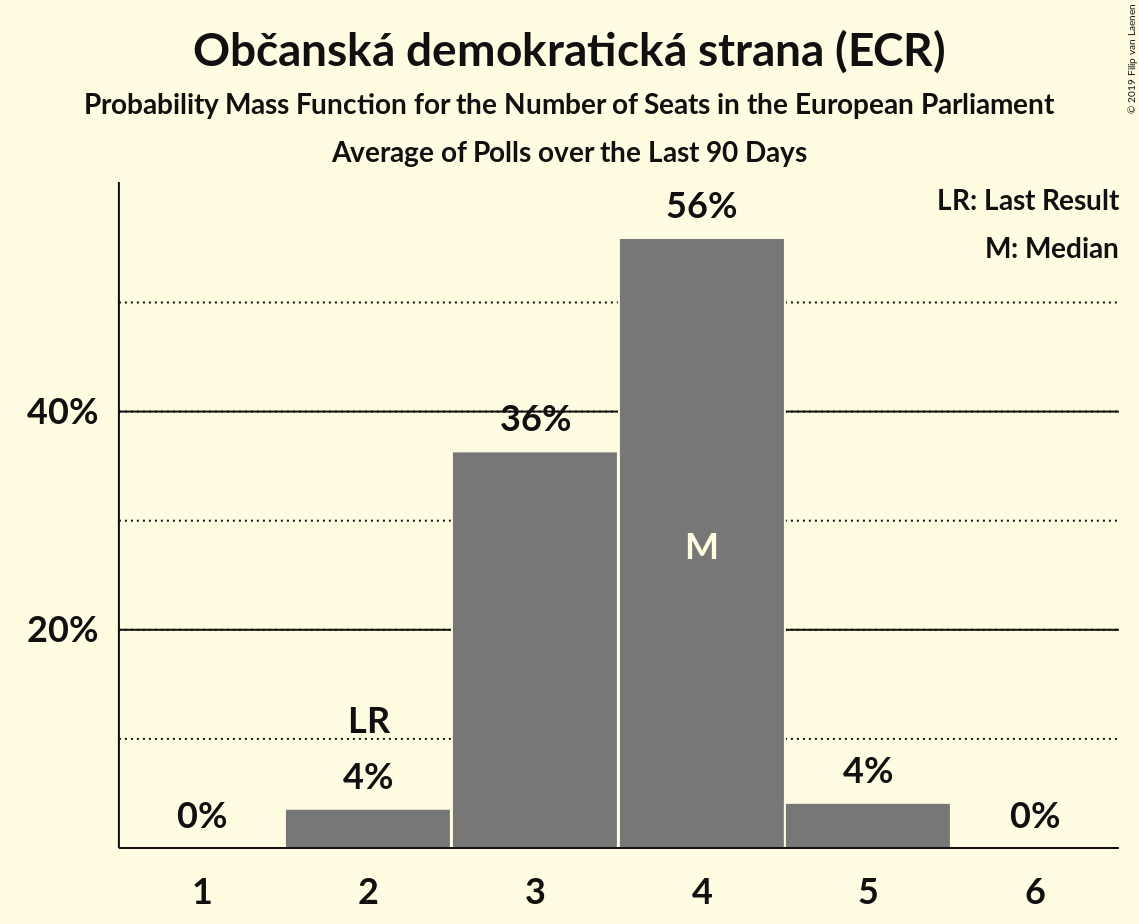 Občanská demokratická strana (ECR)
Probability Mass Function for the Number of Seats in the European Parliament
Average of Polls over the Last 90 Days
© 2019 Filip van Laenen
LR: Last Result
M: Median
56%
40%
36%
M
20%
LR
4%
4%
0%
0%
1 2 3 4 5 6